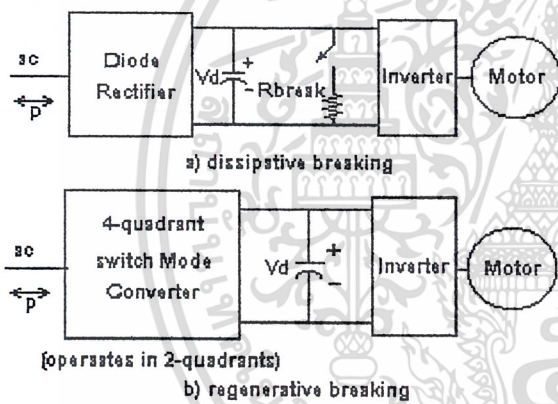 ac
P
Diode
Rectifier
Vd
+
-
Rbreak
Inverter
Motor
a) dissipative breaking
ac
P
4-quadrant
switch Mode
Converter
Vd
+
-
Inverter
Motor
(operates in 2-quadrants)
b) regenerative breaking